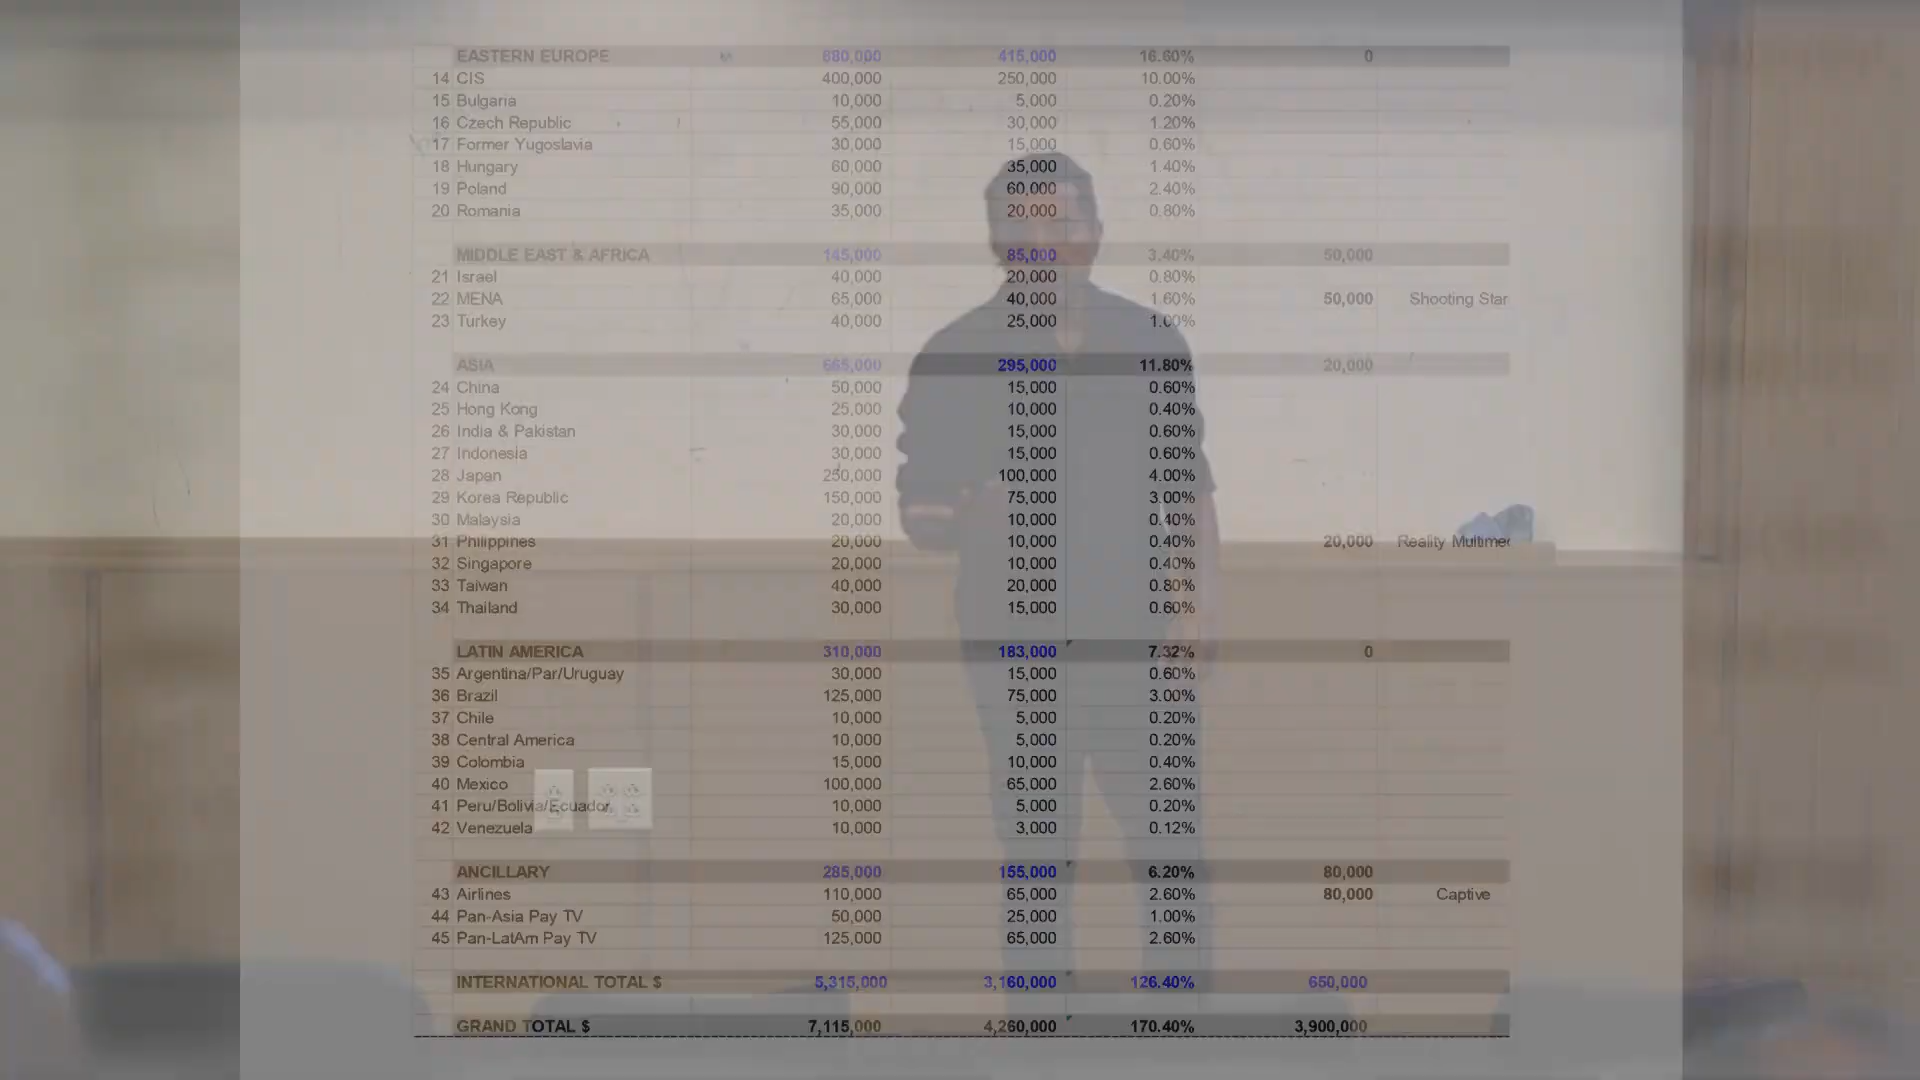 EASTERN EUROPE 680,000 415,000 16.60% 0
14 CIS 400,000 250,000 10.00%
15 Bulgaria 10,000 5,000 0.20%
16 Czech Republic 55,000 30,000 1.20%
17 Former Yugoslavia 30,000 15,000 0.60%
18 Hungary 60,000 35,000 1.40%
19 Poland 90,000 60,000 2.40%
20 Romania 35,000 20,000 0.80%
MIDDLE EAST & AFRICA 145,000 85,000 3.40% 50,000
21 Israel 40,000 20,000 0.80%
22 MENA 65,000 40,000 1.60% 50,000 Shooting Star
23 Turkey 40,000 25,000 1.00%
ASIA 665,000 295,000 11.80% 20,000
24 China 50,000 15,000 0.60%
25 Hong Kong 25,000 10,000 0.40%
26 India & Pakistan 30,000 15,000 0.60%
27 Indonesia 30,000 15,000 0.60%
28 Japan 250,000 100,000 4.00%
29 Korea Republic 150,000 75,000 3.00%
30 Malaysia 20,000 10,000 0.40%
31 Philippines 20,000 10,000 0.40% 20,000 Reality Multimec
32 Singapore 20,000 10,000 0.40%
33 Taiwan 40,000 20,000 0.80%
34 Thailand 30,000 15,000 0.60%
LATIN AMERICA 310,000 183,000 7.32% 0
35 Argentina/Par/Uruguay 30,000 15,000 0.60%
36 Brazil 125,000 75,000 3.00%
37 Chile 10,000 5,000 0.20%
38 Central America 10,000 5,000 0.20%
39 Colombia 15,000 10,000 0.40%
40 Mexico 100,000 65,000 2.60%
41 Peru/Bolivia/Ecuador 10,000 5,000 0.20%
42 Venezuela 10,000 3,000 0.12%
ANCILLARY 285,000 155,000 6.20% 80,000
43 Airlines 110,000 65,000 2.60% 80,000 Captive
44 Pan-Asia Pay TV 50,000 25,000 1.00%
45 Pan-LatAm Pay TV 125,000 65,000 2.60%
INTERNATIONAL TOTAL $ 5,315,000 3,160,000 126.40% 650,000
GRAND TOTAL $ 7,115,000 4,260,000 170.40% 3,900,000